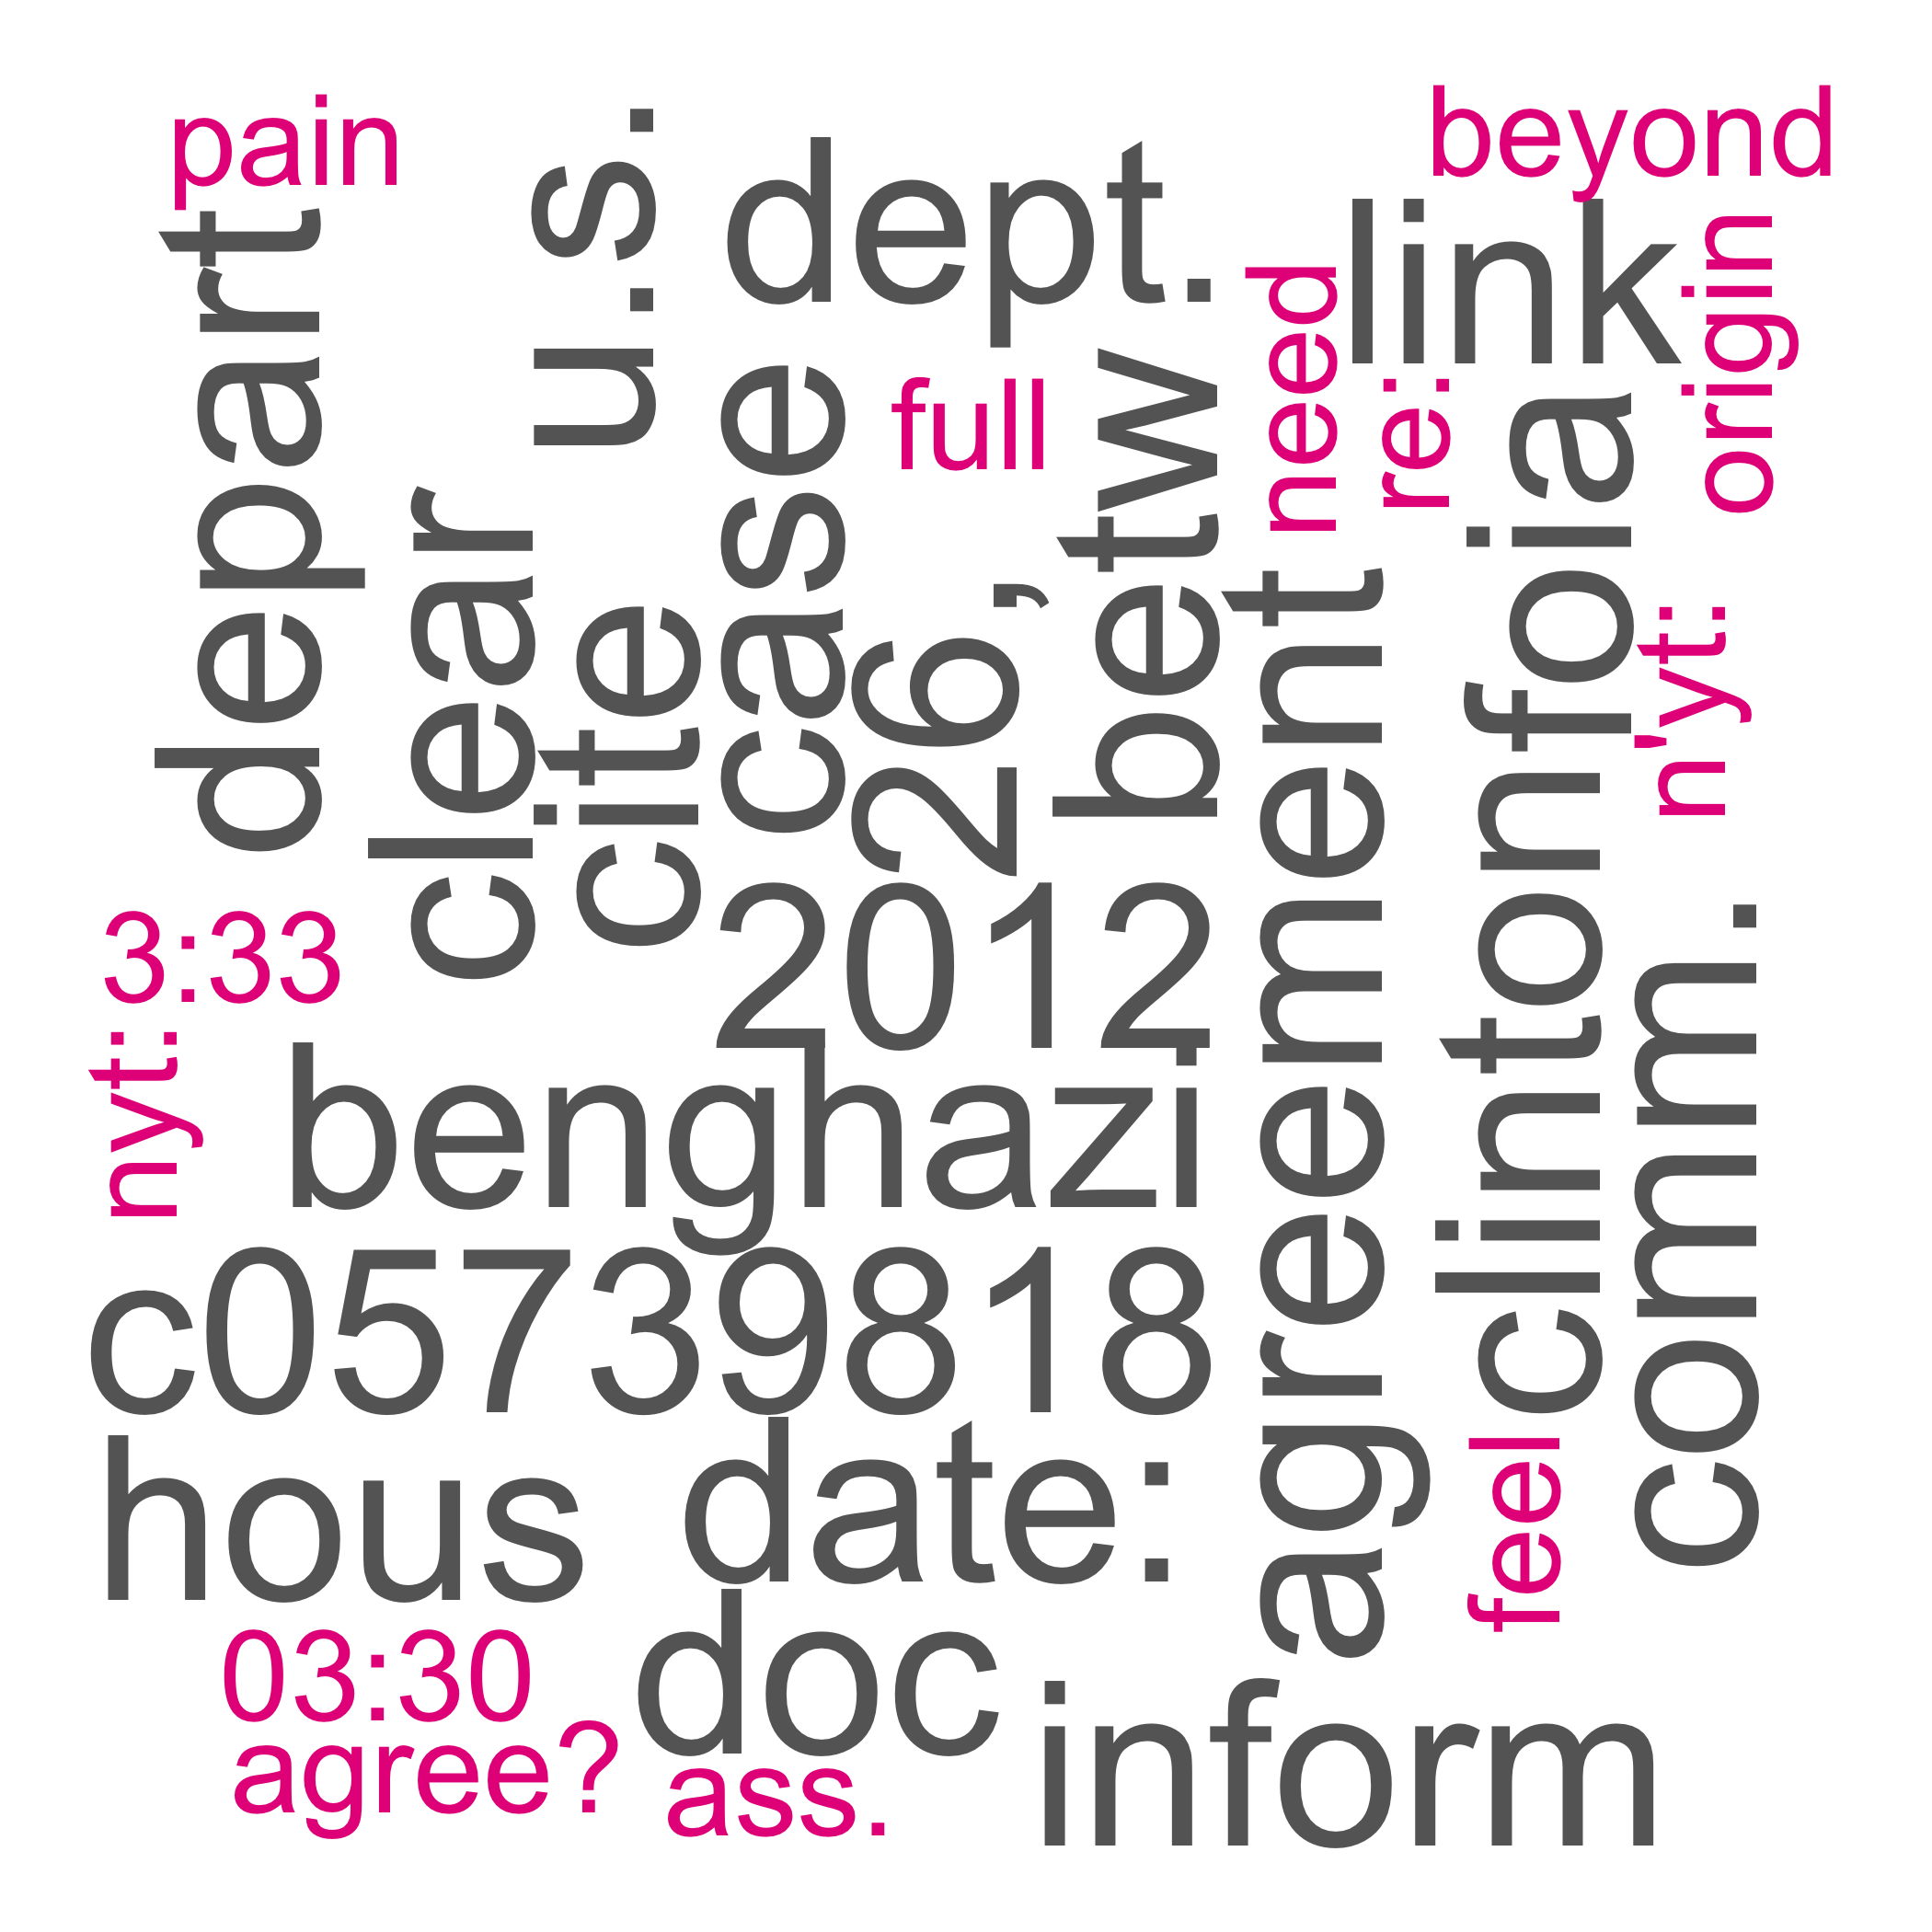 pain
beyond
u.s.
dept.
link
depart
origin
need
re:
full
case
betw
foia
clear
cite
26,
nyt:
n'yt:
agreement
clintonf
3:33
2012
comm.
benghazi
c05739818
hous
date:
feel
03:30
doc
agree?
ass.
inform